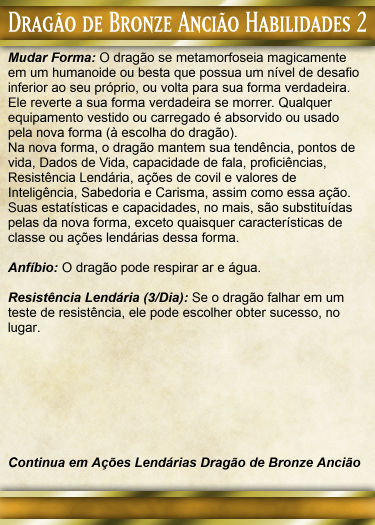 Dragão de Bronze Ancião Habilidades 2
Mudar Forma: O dragão se metamorfoseia magicamente
em um humanoide ou besta que possua um nível de desafio
inferior ao seu próprio, ou volta para sua forma verdadeira.
Ele reverte a sua forma verdadeira se morrer. Qualquer
equipamento vestido ou carregado é absorvido ou usado
pela nova forma (à escolha do dragão).
Na nova forma, o dragão mantem sua tendência, pontos de
vida, Dados de Vida, capacidade de fala, proficiências,
Resistência Lendária, ações de covil e valores de
Inteligência, Sabedoria e Carisma, assim como essa ação.
Suas estatísticas e capacidades, no mais, são substituídas
pelas da nova forma, exceto quaisquer características de
classe ou ações lendárias dessa forma.
Anfíbio: O dragão pode respirar ar e água.
Resistência Lendária (3/Dia): Se o dragão falhar em um
teste de resistência, ele pode escolher obter sucesso, no
lugar.
Continua em Ações Lendárias Dragão de Bronze Ancião